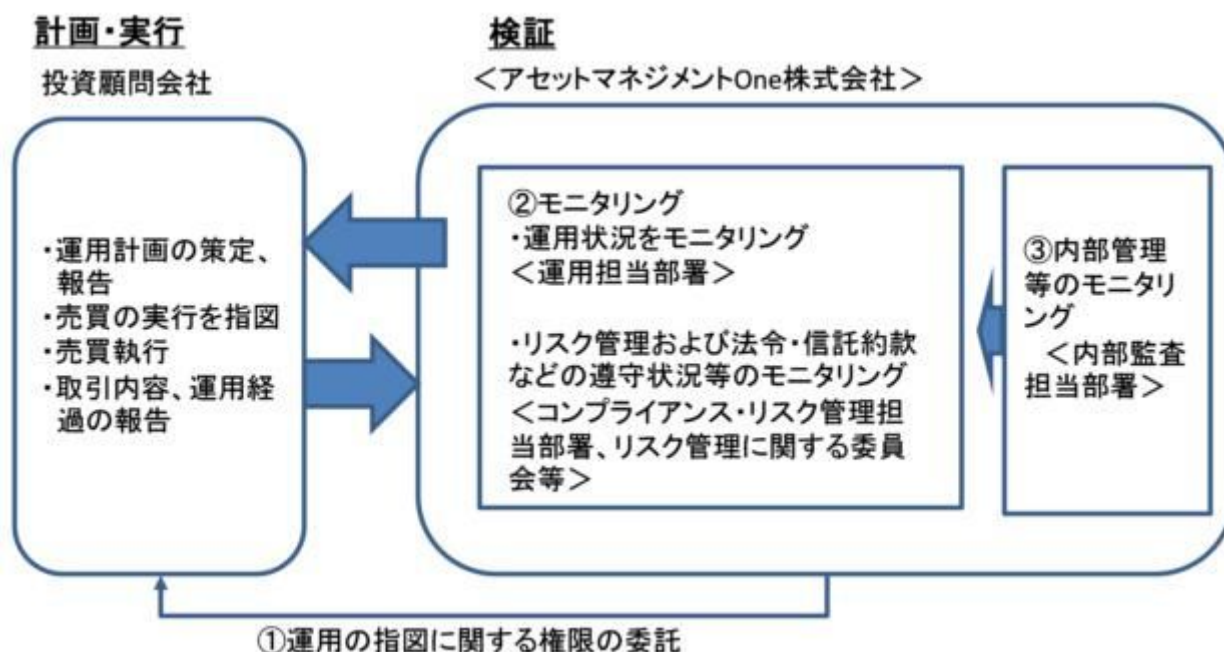 計画・実行
投資顧問会社
・運用計画の策定、
報告
・売買の実行を指図
・売買執行
・取引内容、運用経
過の報告
検証
＜アセットマネジメントOne株式会社＞
②モニタリング
・運用状況をモニタリング
＜運用担当部署＞
・リスク管理および法令・信託約款
などの遵守状況等のモニタリング
＜コンプライアンス・リスク管理担
当部署、リスク管理に関する委員
会等＞
③内部管理
等のモニタリ
ング
＜内部監査
担当部署＞
①運用の指図に関する権限の委託